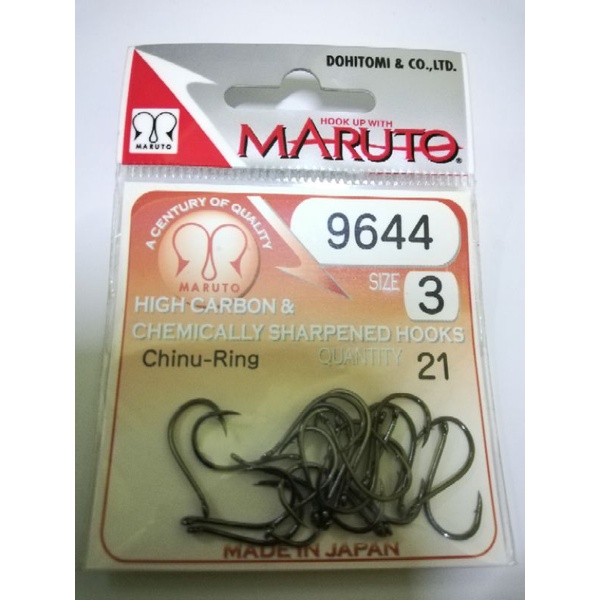 DOHITOMI & CO.,LTD.
HOOK UP WITH
MARUTO®
MARUTO
A CENTURY OF QUALITY
MARUTO
9644
SIZE 3
HIGH CARBON &
CHEMICALLY SHARPENED HOOKS
Chinu-Ring
QUANTITY 21
MADE IN JAPAN